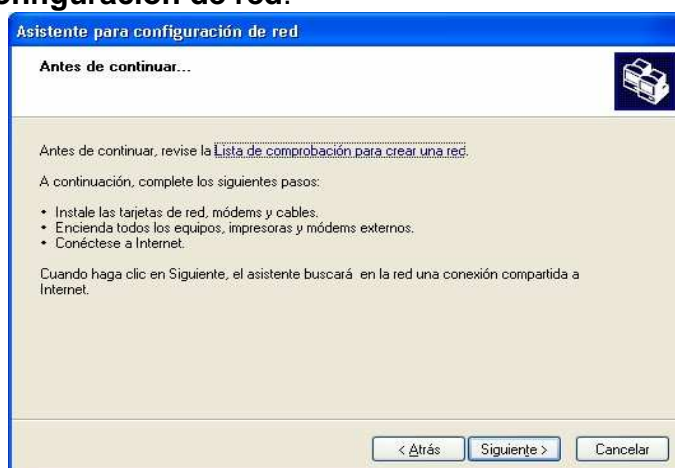 onfiguración de red.
Asistente para configuración de red
Antes de continuar...
Antes de continuar, revise la Lista de comprobación para crear una red.
A continuación, complete los siguientes pasos:
• Instale las tarjetas de red, módems y cables.
• Encienda todos los equipos, impresoras y módems externos.
• Conéctese a Internet.
Cuando haga clic en Siguiente, el asistente buscará en la red una conexión compartida a
Internet.
< Atrás Siguiente > Cancelar